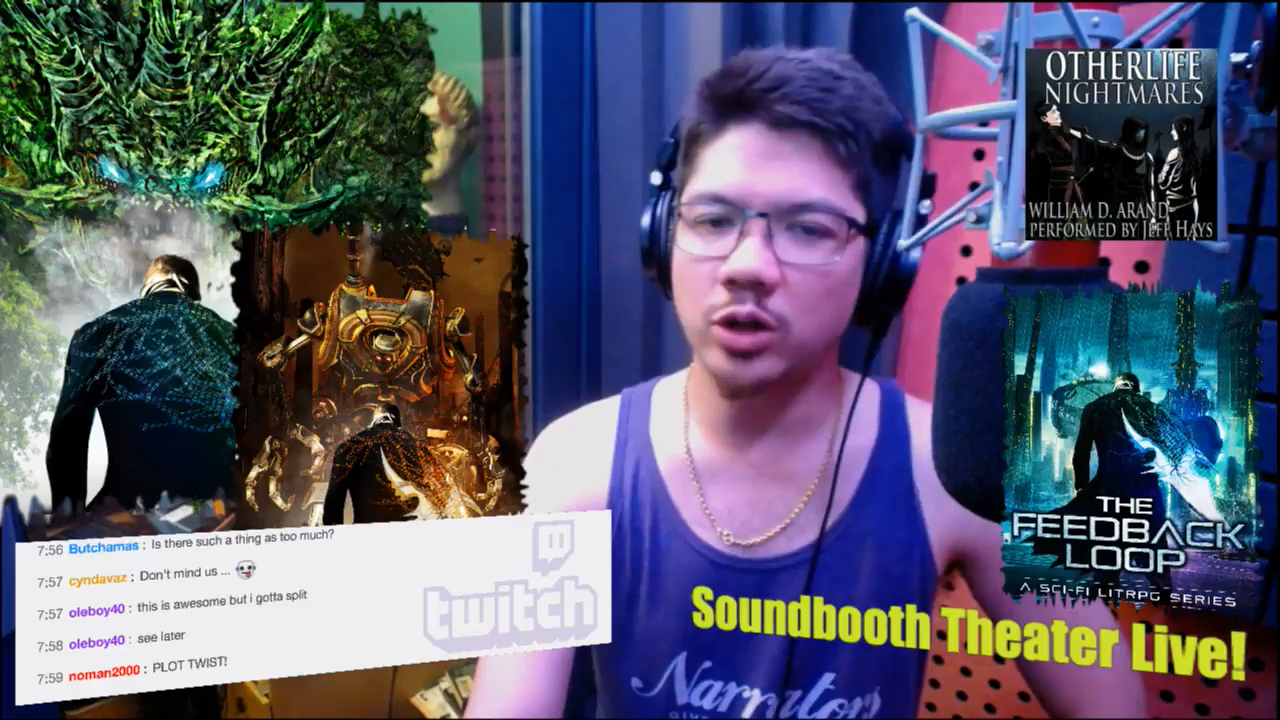 OTHERLIFE
NIGHTMARES
WILLIAM D. ARAND
PERFORMED BY JEFF HAYS
7:56 Butchamas : Is there such a thing as too much?
7:57 cyndavaz : Don't mind us ...
7:57 oleboy40 : this is awesome but i gotta split
7:58 oleboy40 : see later
7:59 noman2000 : PLOT TWIST!
twitch
THE
FEEDBACK
LOOP
A SCI-FI LITRPG SERIES
Soundbooth Theater Live!
Narrators